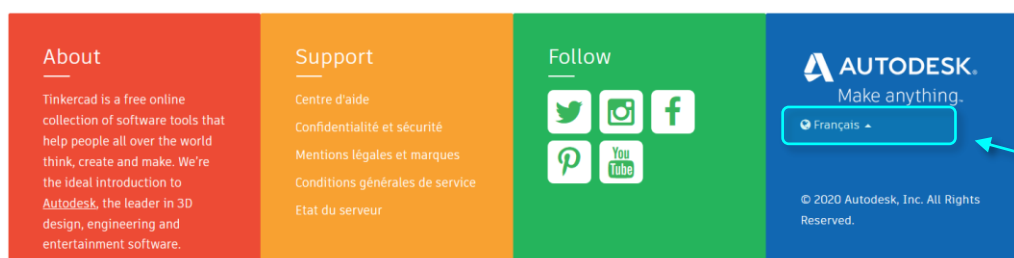 About
Tinkercad is a free online
collection of software tools that
help people all over the world
think, create and make. We're
the ideal introduction to
Autodesk, the leader in 3D
design, engineering and
entertainment software.
Support
Centre d'aide
Confidentialité et sécurité
Mentions légales et marques
Conditions générales de service
Etat du serveur
Follow
You
Tube
AUTODESK.
Make anything™
Français
© 2020 Autodesk, Inc. All Rights
Reserved.